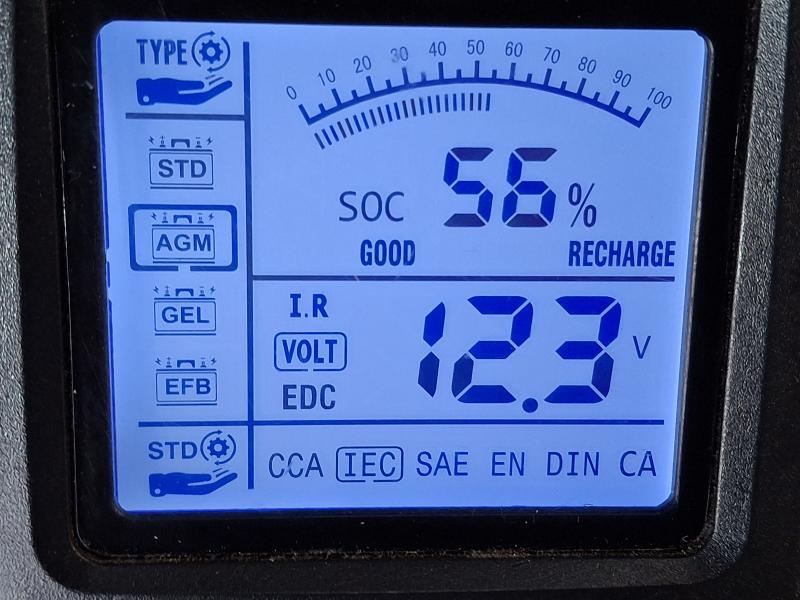 TYPE
0 10 20 30 40 50 60 70 80 90 100
STD
AGM
GEL
EFB
STD
SOC 56 %
GOOD RECHARGE
I.R
VOLT
EDC
12.3 V
CCA IEC SAE EN DIN CA